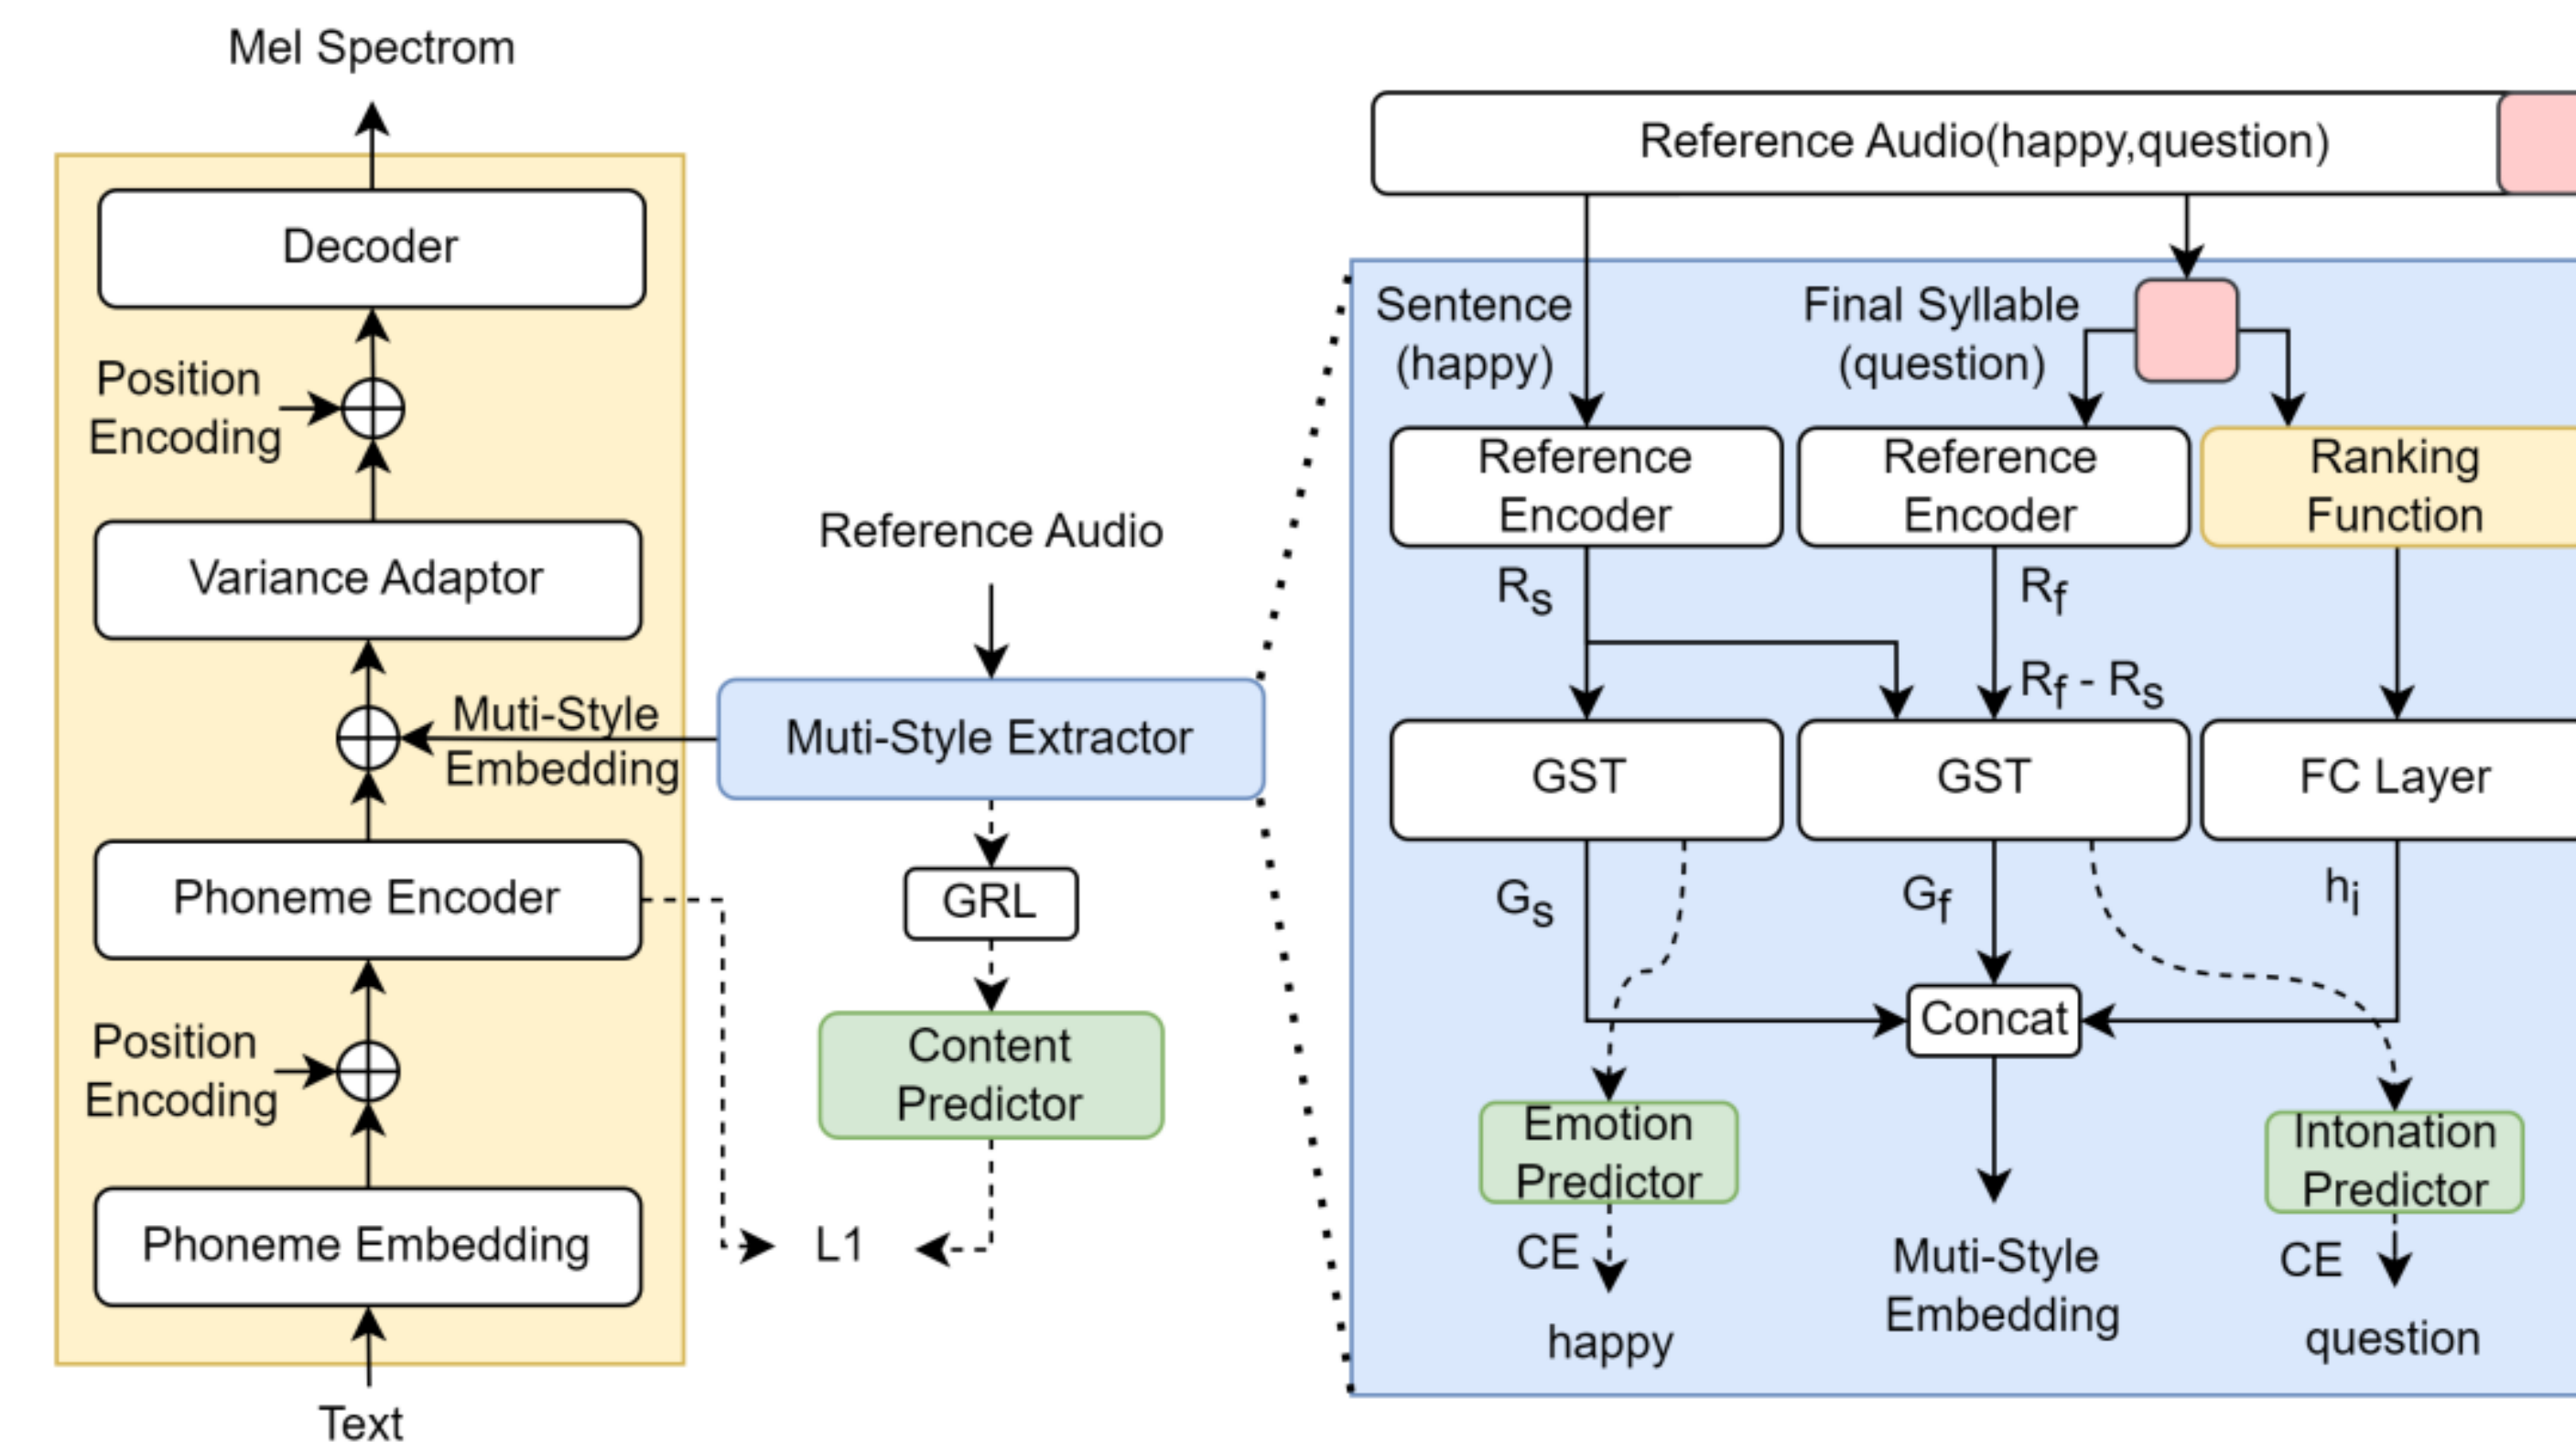 Mel Spectrom
Decoder
Position
Encoding
Variance Adaptor
Muti-Style
Embedding
Phoneme Encoder
Position
Encoding
Phoneme Embedding
Text
Reference Audio
Muti-Style Extractor
GRL
Content
Predictor
L1
Reference Audio(happy,question)
Sentence
(happy)
Final Syllable
(question)
Reference
Encoder
Reference
Encoder
Ranking
Function
Rs
Rf
Rf - Rs
GST
GST
FC Layer
Gs
Gf
hi
Concat
Emotion
Predictor
Intonation
Predictor
CE
happy
Muti-Style
Embedding
CE
question